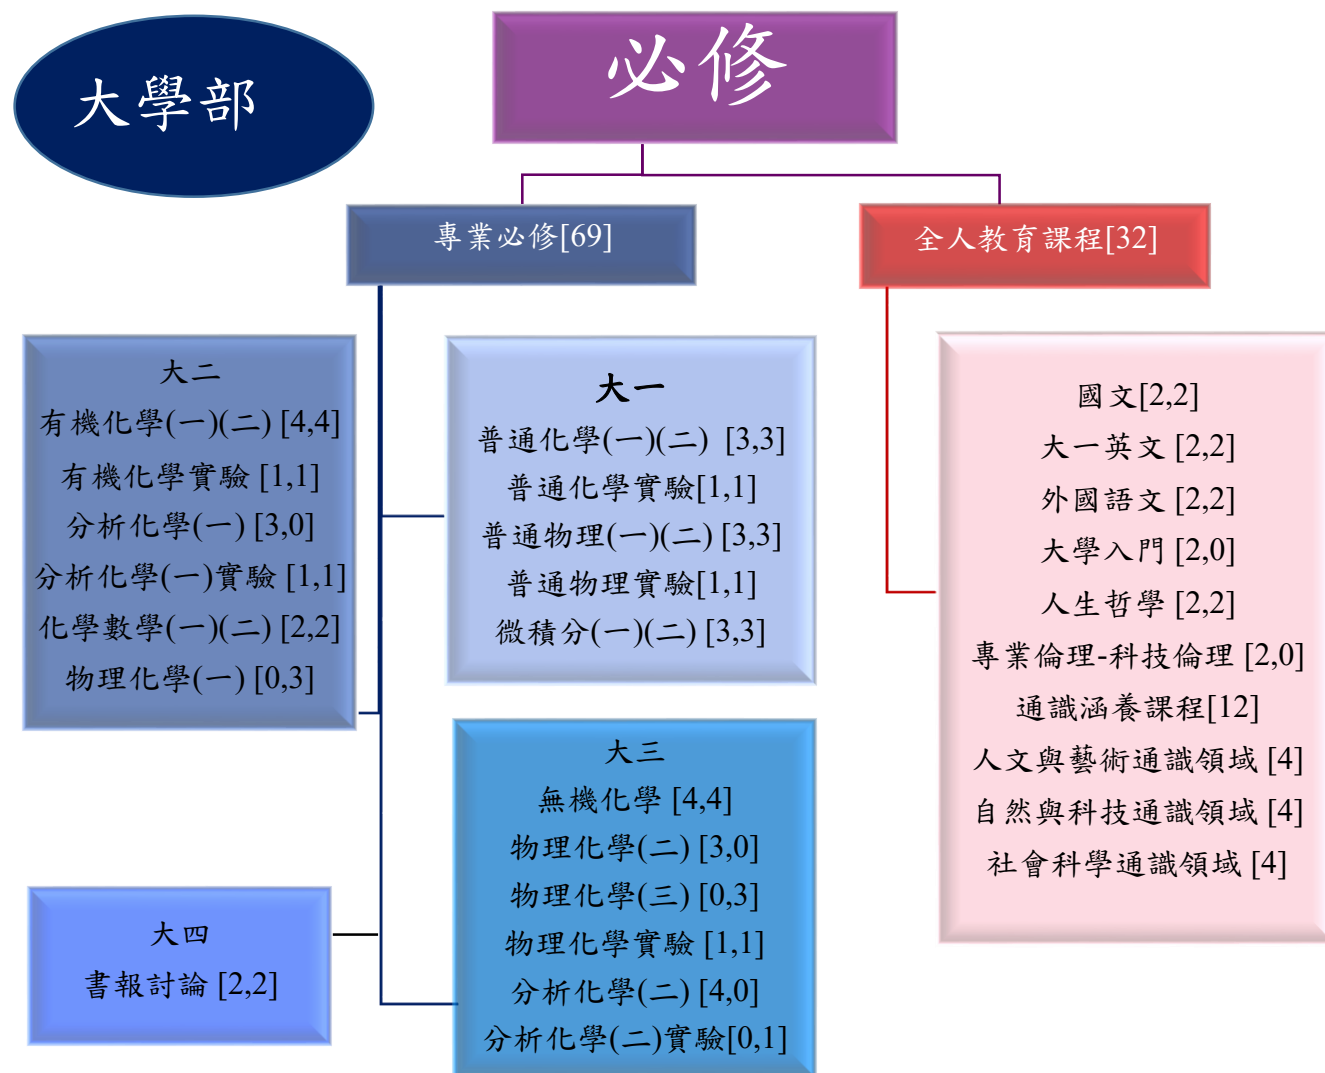 大學部
必修
專業必修[69]
全人教育課程[32]
大二
有機化學(一)(二) [4,4]
有機化學實驗 [1,1]
分析化學(一) [3,0]
分析化學(一)實驗 [1,1]
化學數學(一)(二) [2,2]
物理化學(一) [0,3]
大一
普通化學(一)(二) [3,3]
普通化學實驗[1,1]
普通物理(一)(二) [3,3]
普通物理實驗[1,1]
微積分(一)(二) [3,3]
國文[2,2]
大一英文 [2,2]
外國語文 [2,2]
大學入門 [2,0]
人生哲學 [2,2]
專業倫理-科技倫理 [2,0]
通識涵養課程[12]
人文與藝術通識領域 [4]
自然與科技通識領域 [4]
社會科學通識領域 [4]
大三
無機化學 [4,4]
物理化學(二) [3,0]
物理化學(三) [0,3]
物理化學實驗 [1,1]
分析化學(二) [4,0]
分析化學(二)實驗[0,1]
大四
書報討論 [2,2]